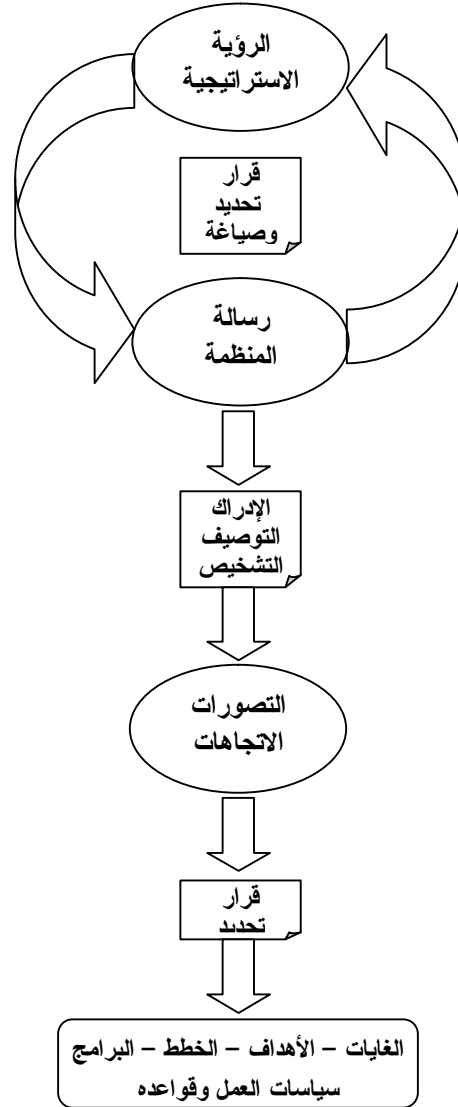 الرؤية
الاستراتيجية
قرار
تحديد
وصياغة
رسالة
المنظمة
الإدراك
التوصيف
التشخيص
التصورات
الاتجاهات
قرار
تحديد
الغايات – الأهداف – الخطط – البرامج
سياسات العمل وقواعده